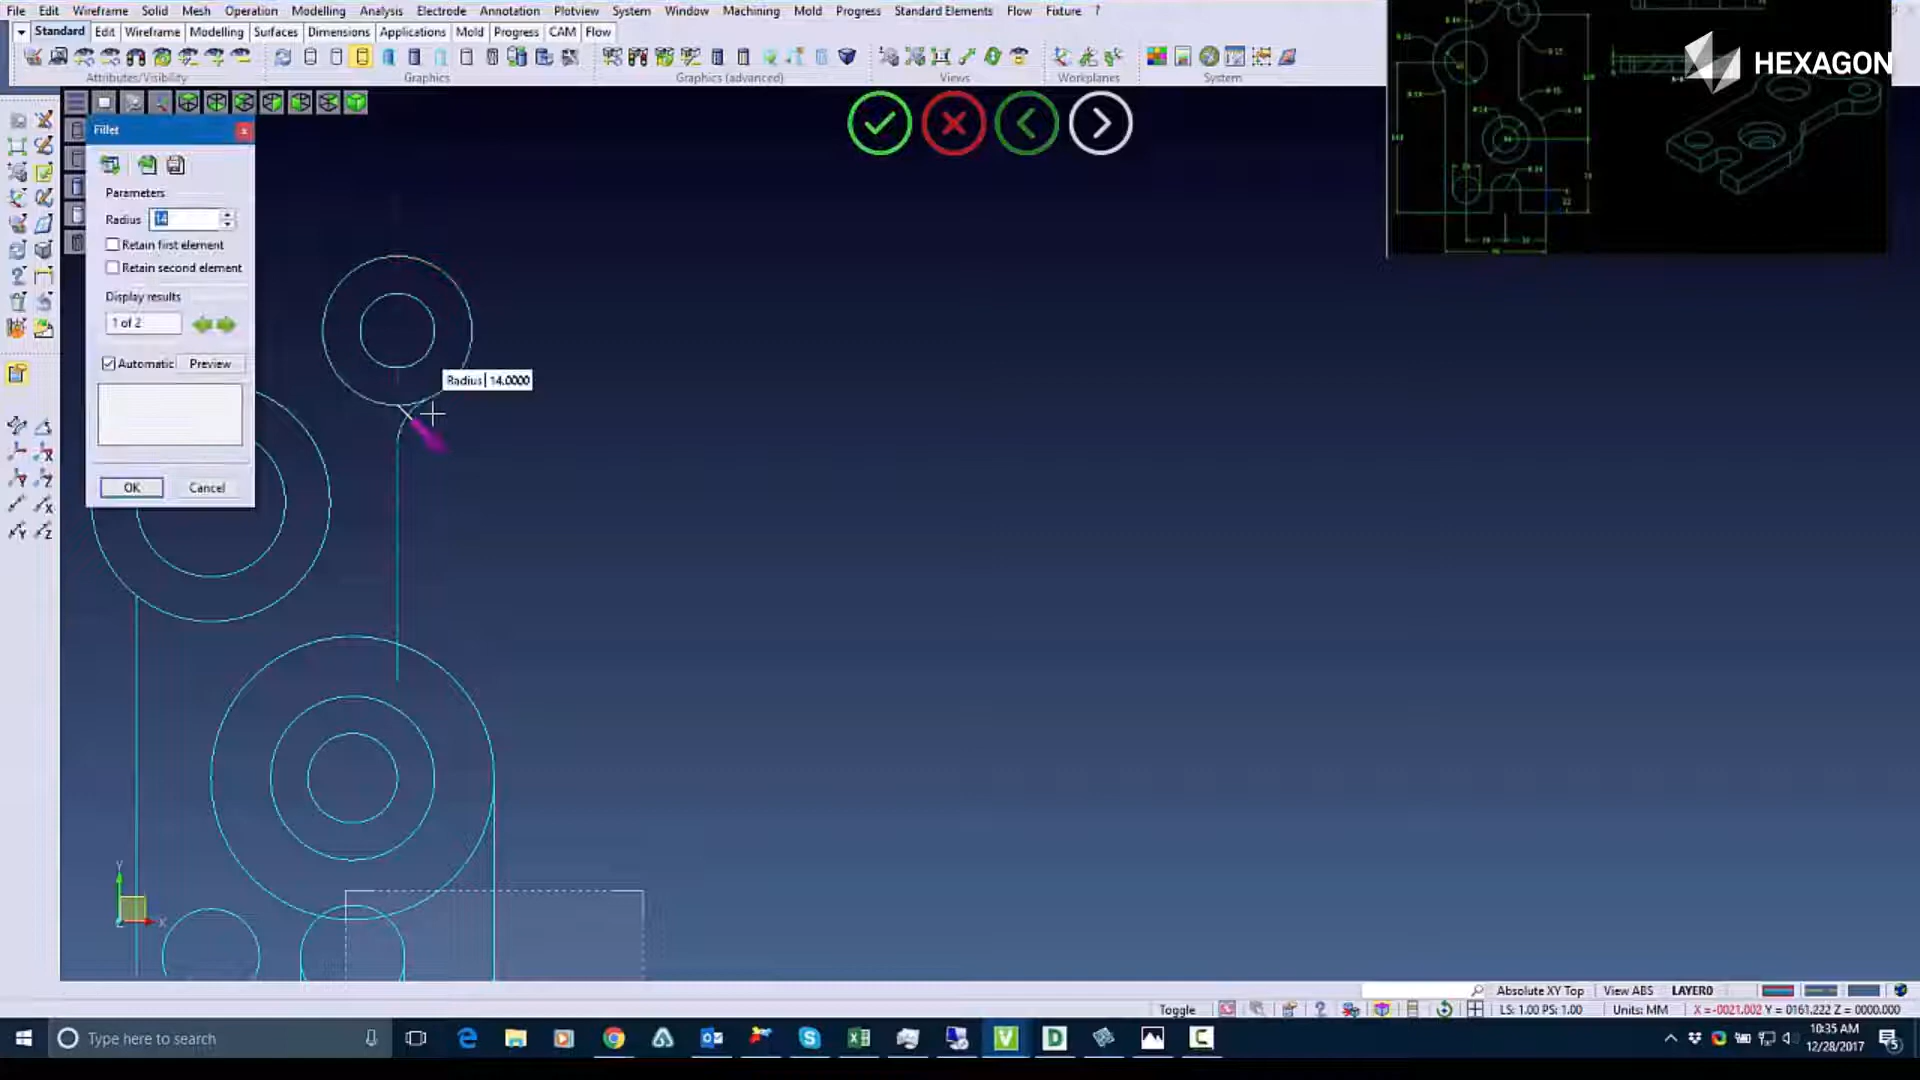 File Edit Wireframe Solid Mesh Operation Modelling Analysis Electrode Annotation Plotview System Window Machining Mold Progress Standard Elements Flow Fixture ?
Standard Edit Wireframe Modelling Surfaces Dimensions Applications Mold Progress CAM Flow
Attributes/Visibility Graphics Graphics (advanced) Views Workplanes System
HEXAGON
Fillet
Parameters
Radius 14
Retain first element
Retain second element
Display results
1 of 2
Automatic Preview
OK Cancel
Radius 14.0000
Y
X
Z
Absolute XY Top View ABS LAYER0
Toggle LS: 1.00 PS: 1.00 Units: MM X =-0021.002 Y = 0161.222 Z = 0000.000
Type here to search
10:35 AM
12/28/2017
5